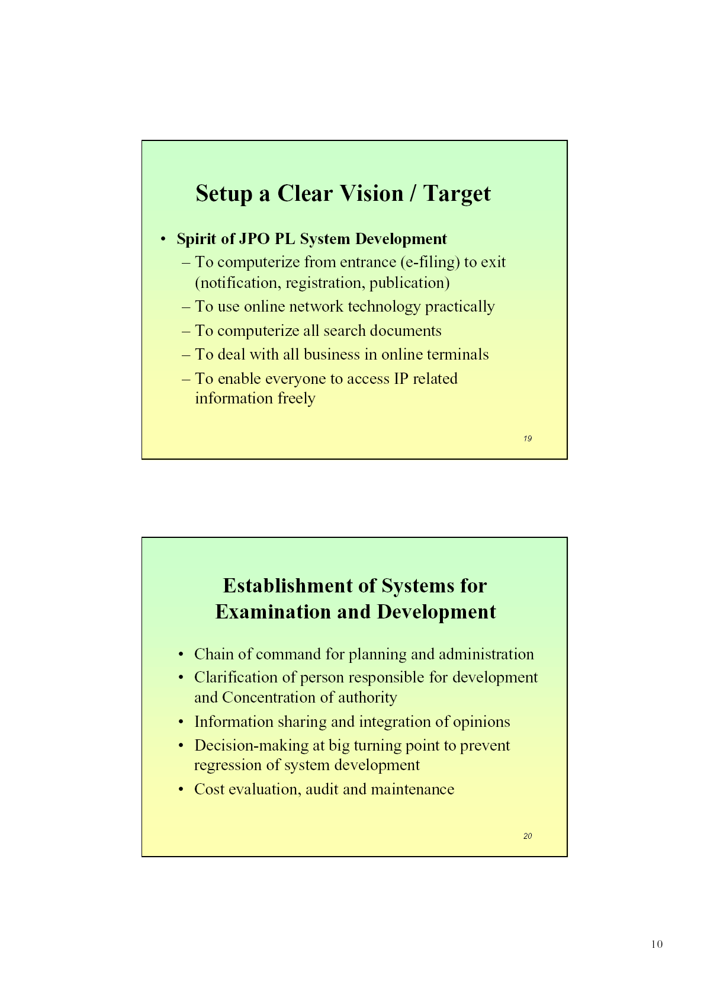 Setup a Clear Vision / Target
• Spirit of JPO PL System Development
– To computerize from entrance (e-filing) to exit
(notification, registration, publication)
– To use online network technology practically
– To computerize all search documents
– To deal with all business in online terminals
– To enable everyone to access IP related
information freely
19
Establishment of Systems for
Examination and Development
• Chain of command for planning and administration
• Clarification of person responsible for development
and Concentration of authority
• Information sharing and integration of opinions
• Decision-making at big turning point to prevent
regression of system development
• Cost evaluation, audit and maintenance
20
10